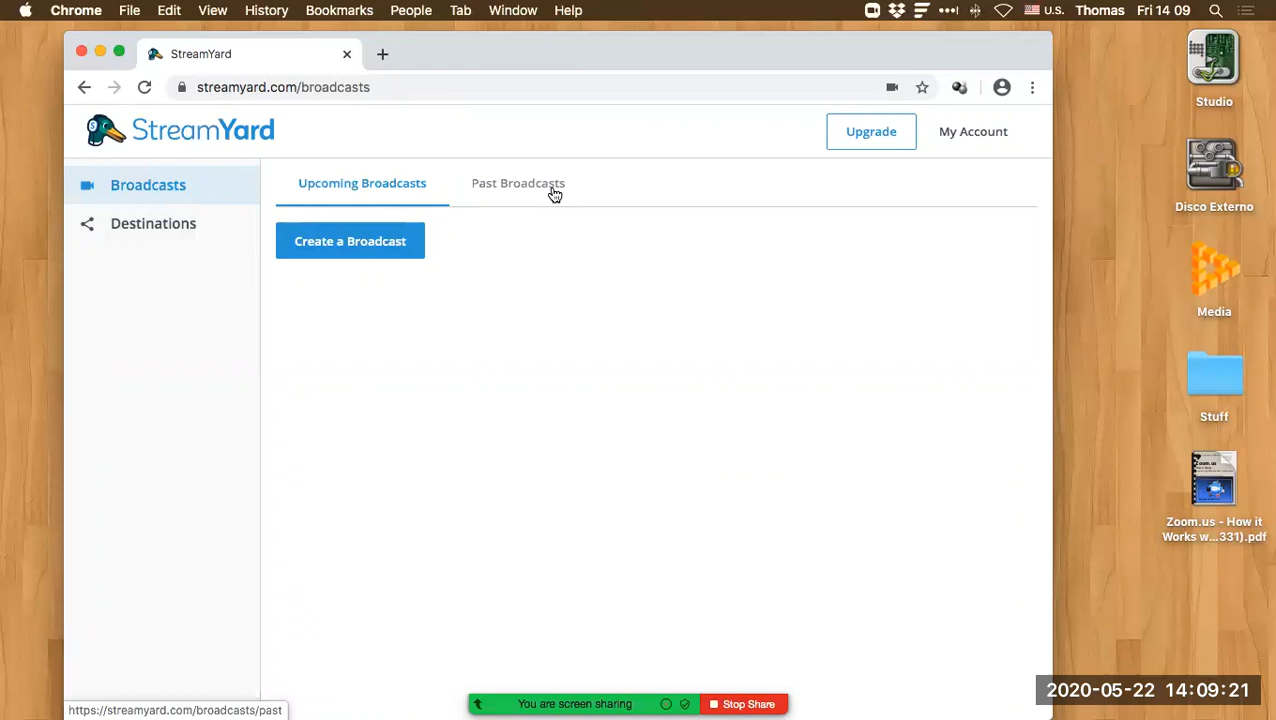 Chrome File Edit View History Bookmarks People Tab Window Help U.S. Thomas Fri 14 09
StreamYard
streamyard.com/broadcasts
StreamYard
Upgrade My Account
Broadcasts
Destinations
Upcoming Broadcasts Past Broadcasts
Create a Broadcast
Studio
Disco Externo
Media
Stuff
Zoom.us - How it
Works w...331).pdf
https://streamyard.com/broadcasts/past
You are screen sharing Stop Share
2020-05-22 14:09:21